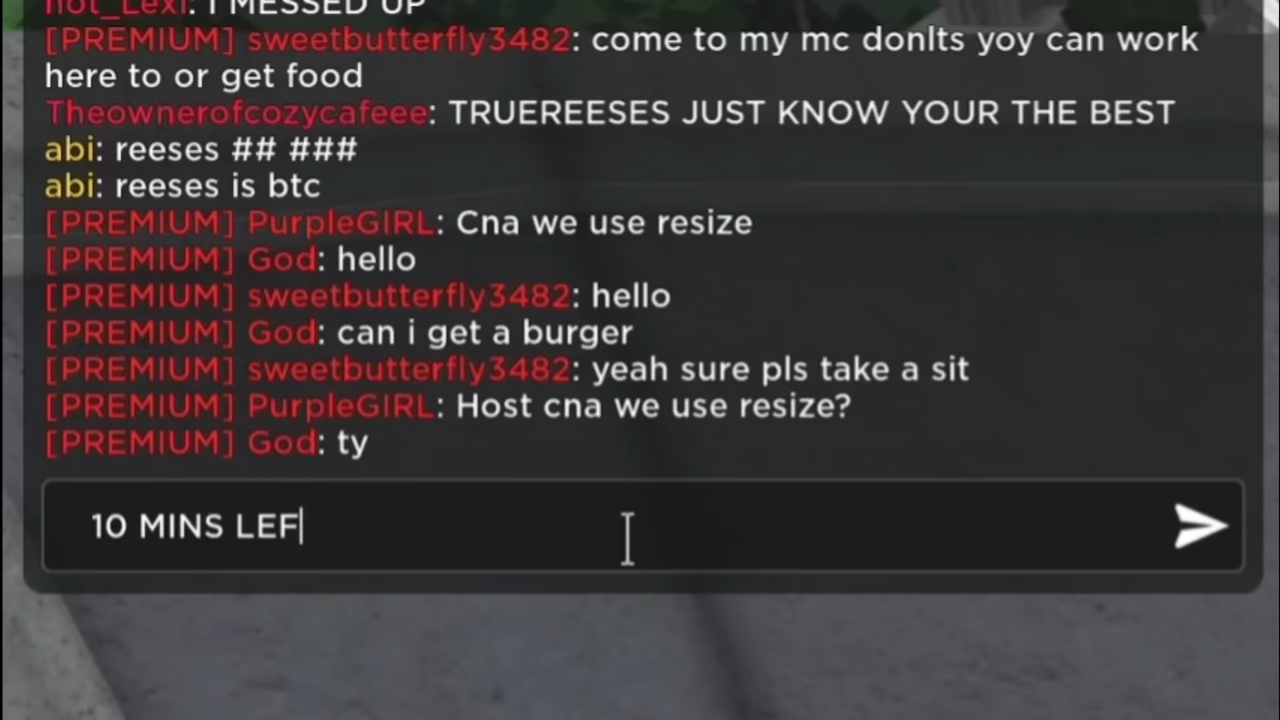 not_Lexi: I MESSED UP
[PREMIUM] sweetbutterfly3482: come to my mc donlts yoy can work
here to or get food
Theownerofcozycafeee: TRUEREESES JUST KNOW YOUR THE BEST
abi: reeses ## ###
abi: reeses is btc
[PREMIUM] PurpleGIRL: Cna we use resize
[PREMIUM] God: hello
[PREMIUM] sweetbutterfly3482: hello
[PREMIUM] God: can i get a burger
[PREMIUM] sweetbutterfly3482: yeah sure pls take a sit
[PREMIUM] PurpleGIRL: Host cna we use resize?
[PREMIUM] God: ty
10 MINS LEF